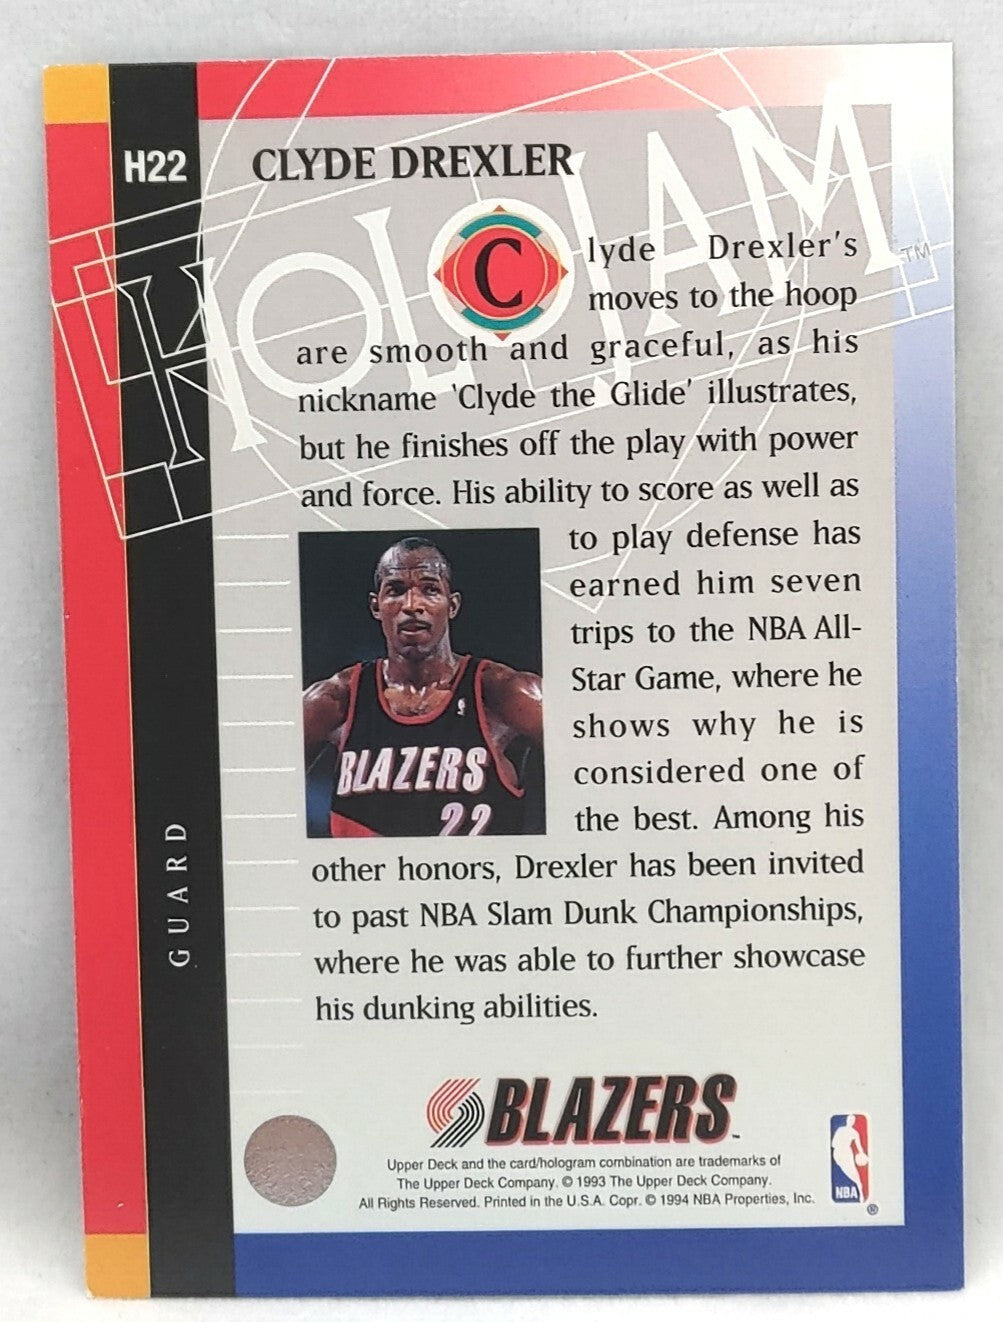 H22
CLYDE DREXLER
HOLOJAM™
Clyde Drexler's
moves to the hoop
are smooth and graceful, as his
nickname 'Clyde the Glide' illustrates,
but he finishes off the play with power
and force. His ability to score as well as
to play defense has
earned him seven
trips to the NBA All-
Star Game, where he
shows why he is
considered one of
the best. Among his
other honors, Drexler has been invited
to past NBA Slam Dunk Championships,
where he was able to further showcase
his dunking abilities.
BLAZERS
22
GUARD
BLAZERS™
Upper Deck and the card/hologram combination are trademarks of
The Upper Deck Company. © 1993 The Upper Deck Company.
All Rights Reserved. Printed in the U.S.A. Copr. © 1994 NBA Properties, Inc.
NBA
®